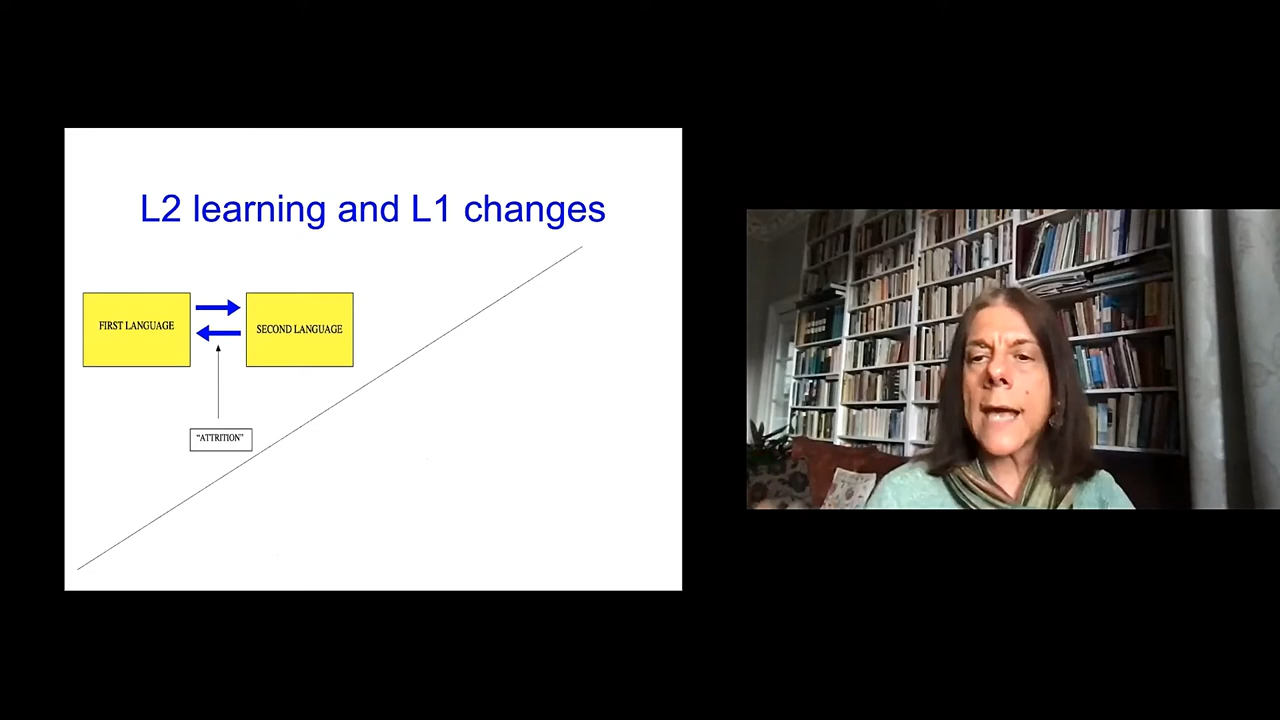 L2 learning and L1 changes
FIRST LANGUAGE
SECOND LANGUAGE
“ATTRITION”